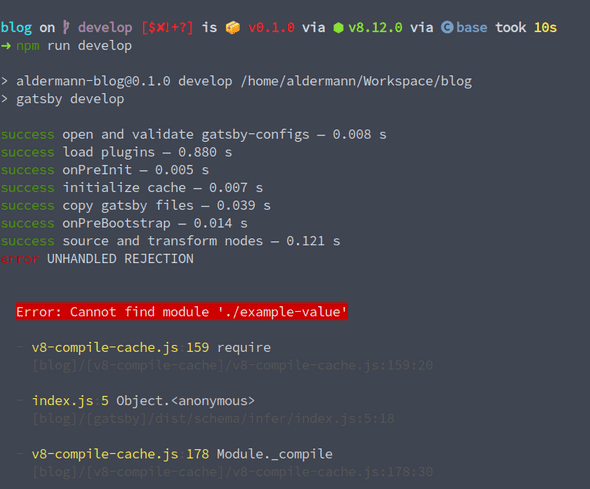 blog on develop [$✘!+?] is 📦 v0.1.0 via ⬢ v8.12.0 via C base took 10s
➜ npm run develop
> aldermann-blog@0.1.0 develop /home/aldermann/Workspace/blog
> gatsby develop
success open and validate gatsby-configs — 0.008 s
success load plugins — 0.880 s
success onPreInit — 0.005 s
success initialize cache — 0.007 s
success copy gatsby files — 0.039 s
success onPreBootstrap — 0.014 s
success source and transform nodes — 0.121 s
error UNHANDLED REJECTION
Error: Cannot find module './example-value'
- v8-compile-cache.js:159 require
[blog]/[v8-compile-cache]/v8-compile-cache.js:159:20
- index.js:5 Object.<anonymous>
[blog]/[gatsby]/dist/schema/infer/index.js:5:18
- v8-compile-cache.js:178 Module._compile
[blog]/[v8-compile-cache]/v8-compile-cache.js:178:30